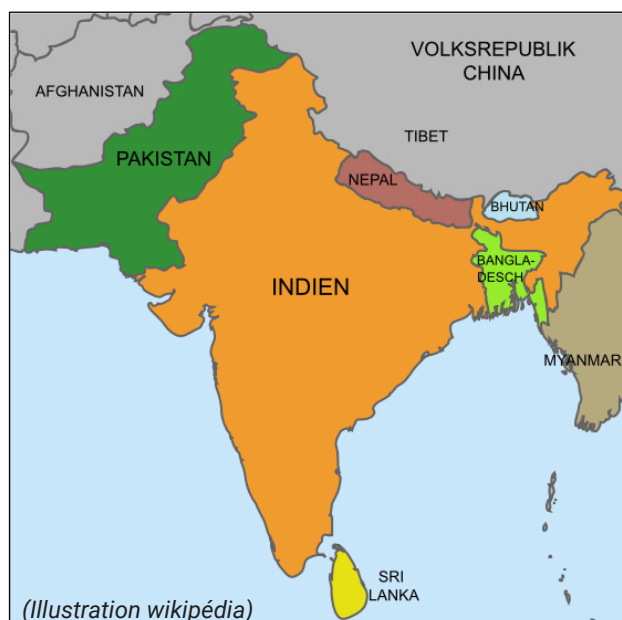 VOLKSREPUBLIK
CHINA
AFGHANISTAN
TIBET
PAKISTAN
NEPAL
BHUTAN
BANGLA-
DESCH
INDIEN
MYANMAR
SRI
LANKA
(Illustration wikipédia)